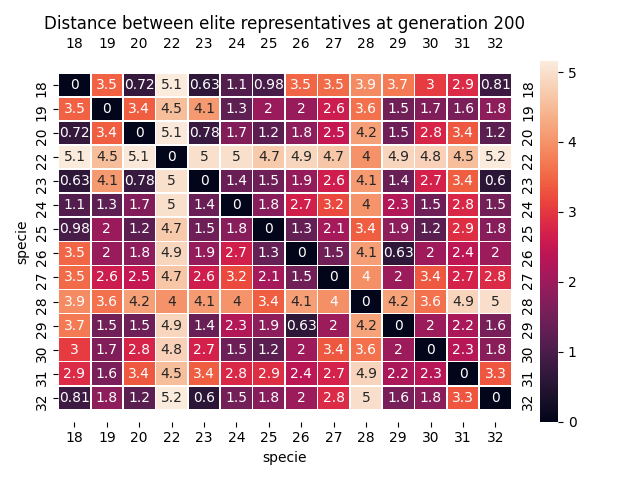 Distance between elite representatives at generation 200
18 19 20 22 23 24 25 26 27 28 29 30 31 32
18 0 3.5 0.72 5.1 0.63 1.1 0.98 3.5 3.5 3.9 3.7 3 2.9 0.81 18
19 3.5 0 3.4 4.5 4.1 1.3 2 2 2.6 3.6 1.5 1.7 1.6 1.8 19
20 0.72 3.4 0 5.1 0.78 1.7 1.2 1.8 2.5 4.2 1.5 2.8 3.4 1.2 20
22 5.1 4.5 5.1 0 5 5 4.7 4.9 4.7 4 4.9 4.8 4.5 5.2 22
23 0.63 4.1 0.78 5 0 1.4 1.5 1.9 2.6 4.1 1.4 2.7 3.4 0.6 23
24 1.1 1.3 1.7 5 1.4 0 1.8 2.7 3.2 4 2.3 1.5 2.8 1.5 24
25 0.98 2 1.2 4.7 1.5 1.8 0 1.3 2.1 3.4 1.9 1.2 2.9 1.8 25
26 3.5 2 1.8 4.9 1.9 2.7 1.3 0 1.5 4.1 0.63 2 2.4 2 26
27 3.5 2.6 2.5 4.7 2.6 3.2 2.1 1.5 0 4 2 3.4 2.7 2.8 27
28 3.9 3.6 4.2 4 4.1 4 3.4 4.1 4 0 4.2 3.6 4.9 5 28
29 3.7 1.5 1.5 4.9 1.4 2.3 1.9 0.63 2 4.2 0 2 2.2 1.6 29
30 3 1.7 2.8 4.8 2.7 1.5 1.2 2 3.4 3.6 2 0 2.3 1.8 30
31 2.9 1.6 3.4 4.5 3.4 2.8 2.9 2.4 2.7 4.9 2.2 2.3 0 3.3 31
32 0.81 1.8 1.2 5.2 0.6 1.5 1.8 2 2.8 5 1.6 1.8 3.3 0 32
18 19 20 22 23 24 25 26 27 28 29 30 31 32
specie
specie
5
4
3
2
1
0